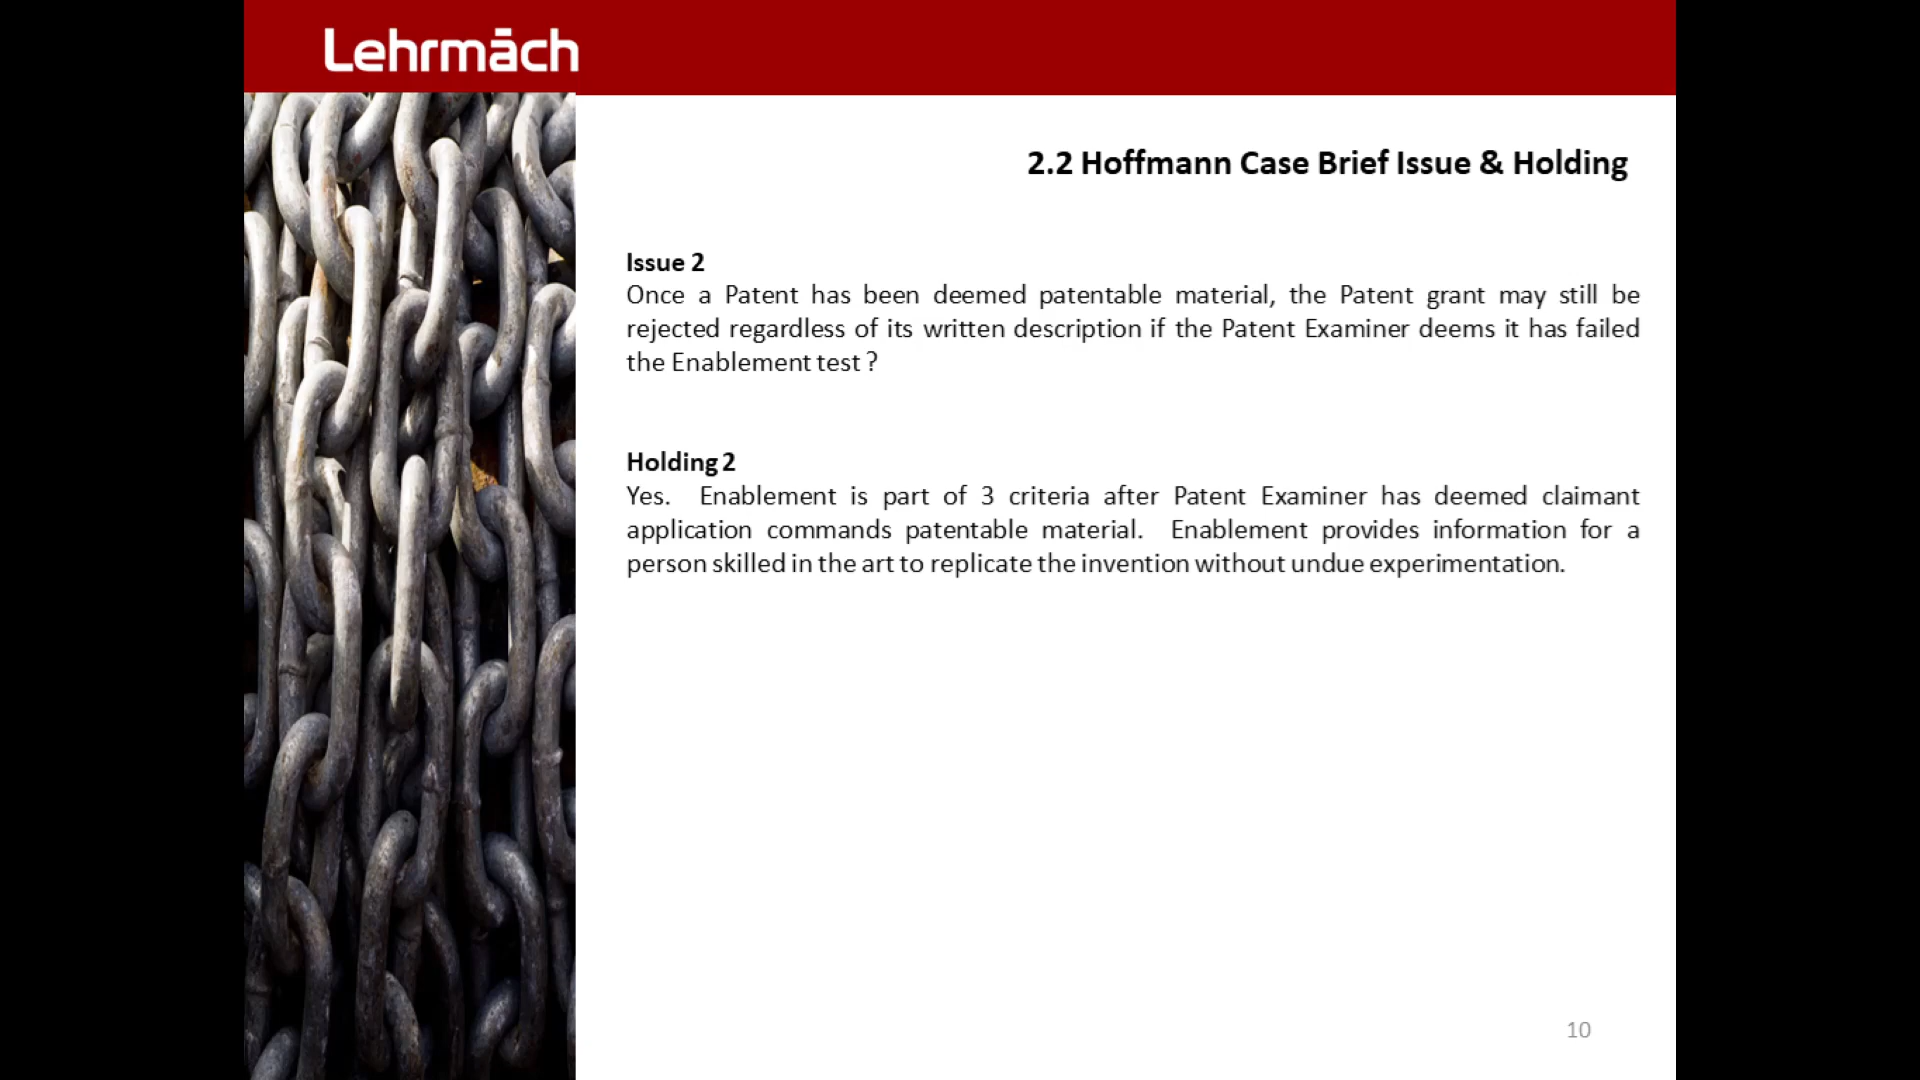 Lehrmāch
2.2 Hoffmann Case Brief Issue & Holding
Issue 2
Once a Patent has been deemed patentable material, the Patent grant may still be
rejected regardless of its written description if the Patent Examiner deems it has failed
the Enablement test ?
Holding 2
Yes.  Enablement is part of 3 criteria after Patent Examiner has deemed claimant
application commands patentable material.  Enablement provides information for a
person skilled in the art to replicate the invention without undue experimentation.
10